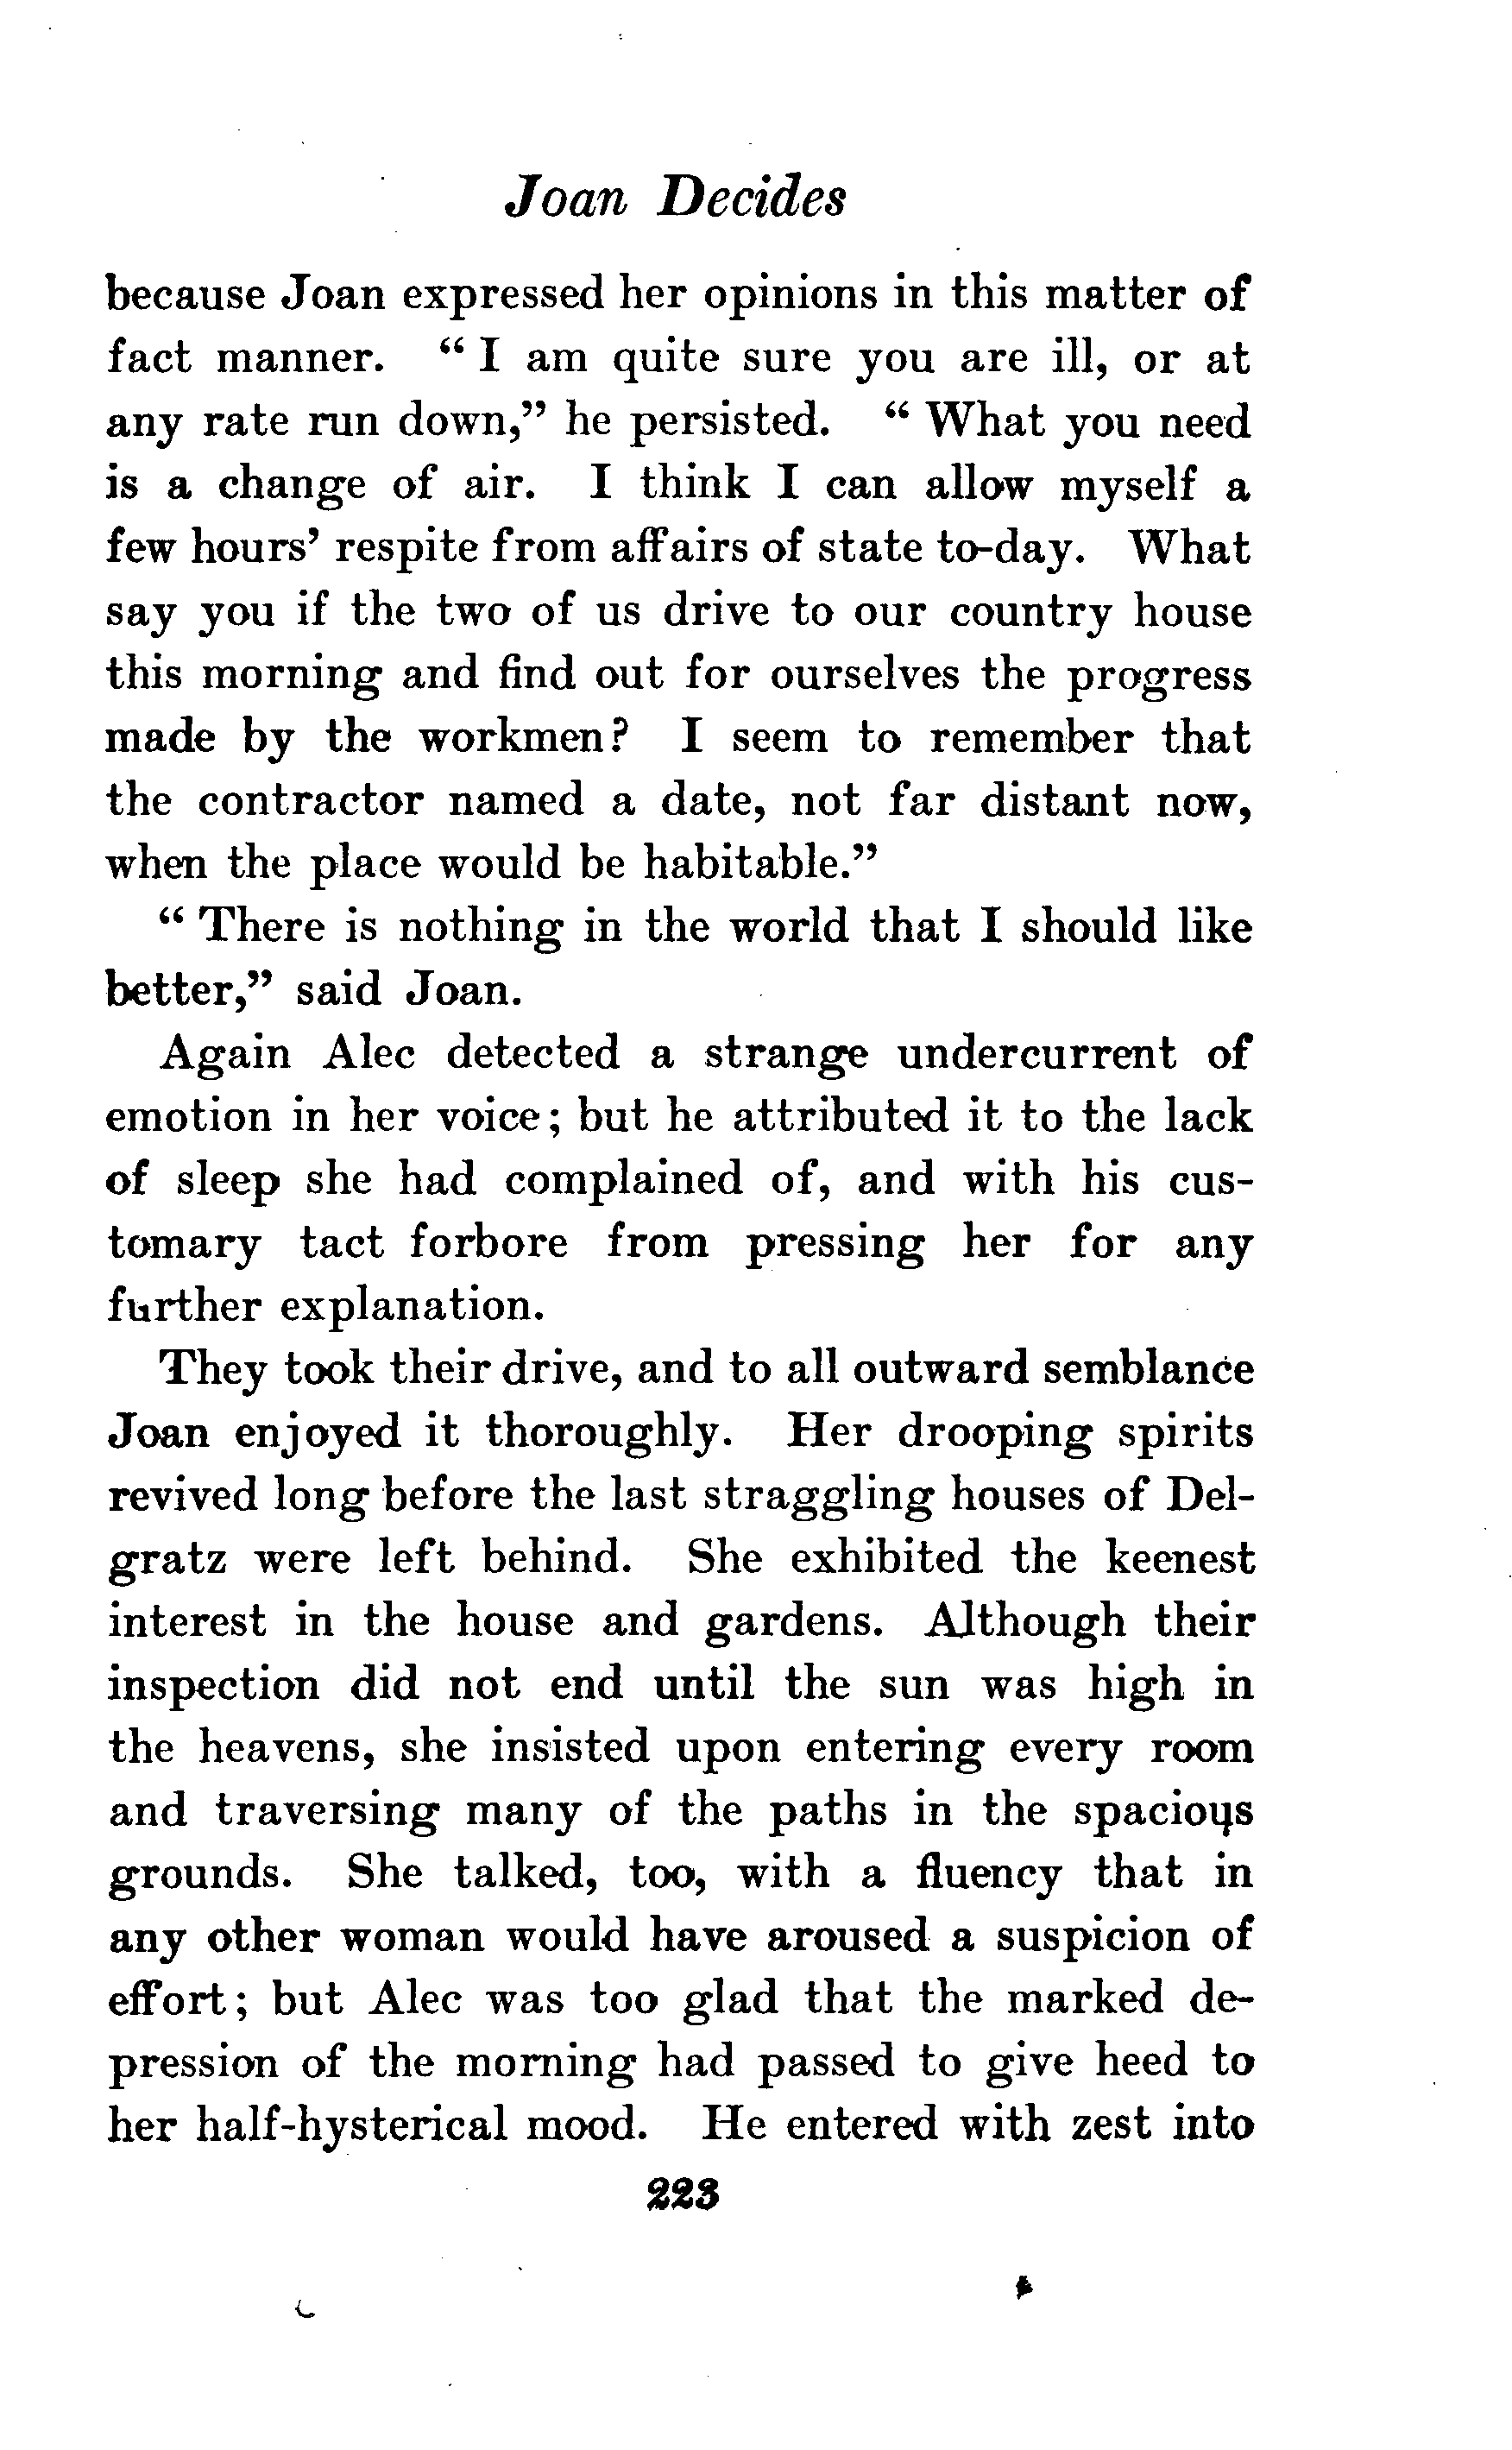 Joan Decides
because Joan expressed her opinions in this matter of
fact manner. “I am quite sure you are ill, or at
any rate run down,” he persisted. “What you need
is a change of air. I think I can allow myself a
few hours’ respite from affairs of state to-day. What
say you if the two of us drive to our country house
this morning and find out for ourselves the progress
made by the workmen? I seem to remember that
the contractor named a date, not far distant now,
when the place would be habitable.”
“There is nothing in the world that I should like
better,” said Joan.
Again Alec detected a strange undercurrent of
emotion in her voice; but he attributed it to the lack
of sleep she had complained of, and with his cus-
tomary tact forbore from pressing her for any
further explanation.
They took their drive, and to all outward semblance
Joan enjoyed it thoroughly. Her drooping spirits
revived long before the last straggling houses of Del-
gratz were left behind. She exhibited the keenest
interest in the house and gardens. Although their
inspection did not end until the sun was high in
the heavens, she insisted upon entering every room
and traversing many of the paths in the spacious
grounds. She talked, too, with a fluency that in
any other woman would have aroused a suspicion of
effort; but Alec was too glad that the marked de-
pression of the morning had passed to give heed to
her half-hysterical mood. He entered with zest into
223